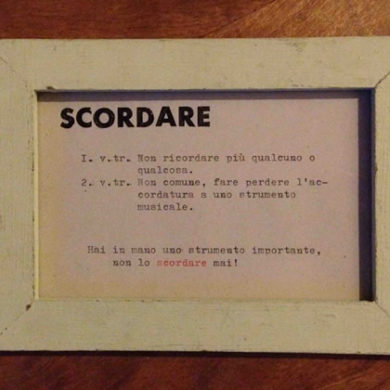 SCORDARE
1. v.tr. Non ricordare più qualcuno o
qualcosa.
2. v.tr. Non comune, fare perdere l'ac-
cordatura a uno strumento
musicale.
Hai in mano uno strumento importante,
non lo scordare mai!